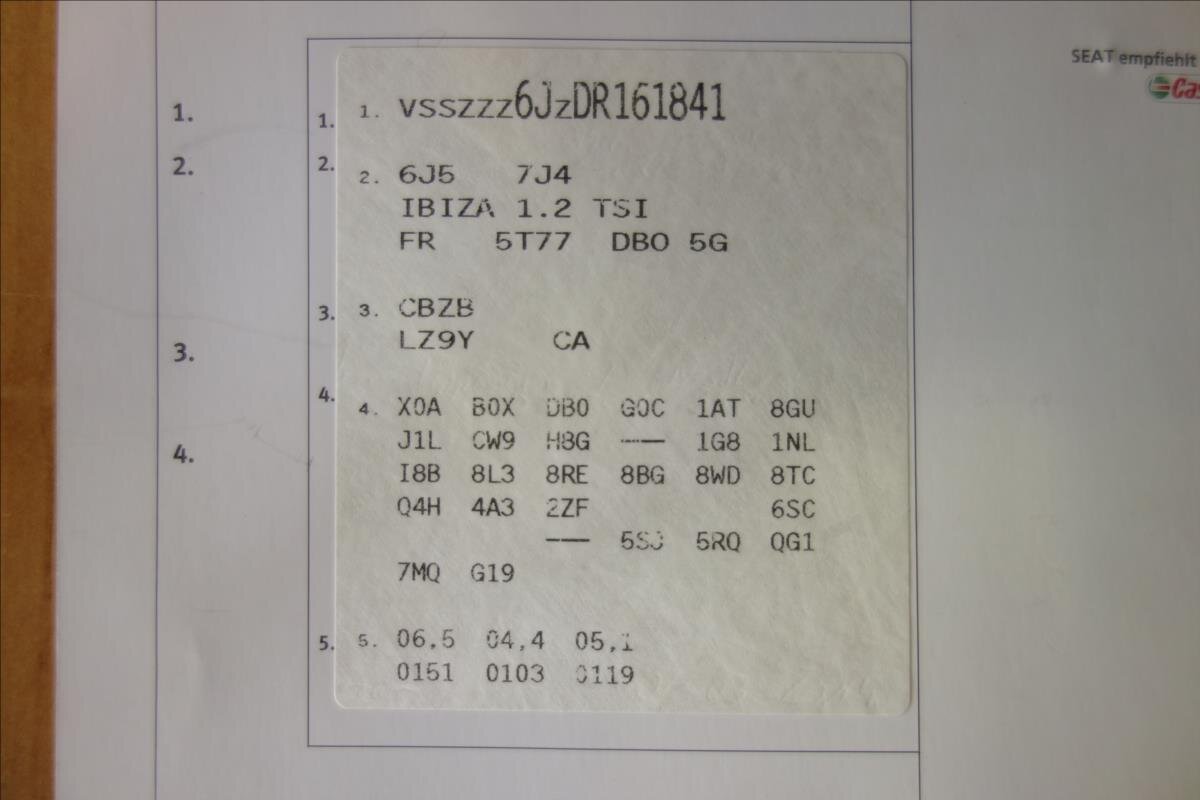 SEAT empfiehlt
1. 1. 1. VSSZZZ6JZDR161841
2. 2. 2. 6J5 7J4
IBIZA 1.2 TSI
FR 5T77 DB0 5G
3. 3. 3. CBZB
LZ9Y CA
4. 4. 4. X0A B0X DB0 G0C 1AT 8GU
J1L CW9 H8G --- 1G8 1NL
I8B 8L3 8RE 8BG 8WD 8TC
Q4H 4A3 2ZF 6SC
--- 5SJ 5RQ QG1
7MQ G19
5. 5. 06,5 04,4 05,1
0151 0103 0119